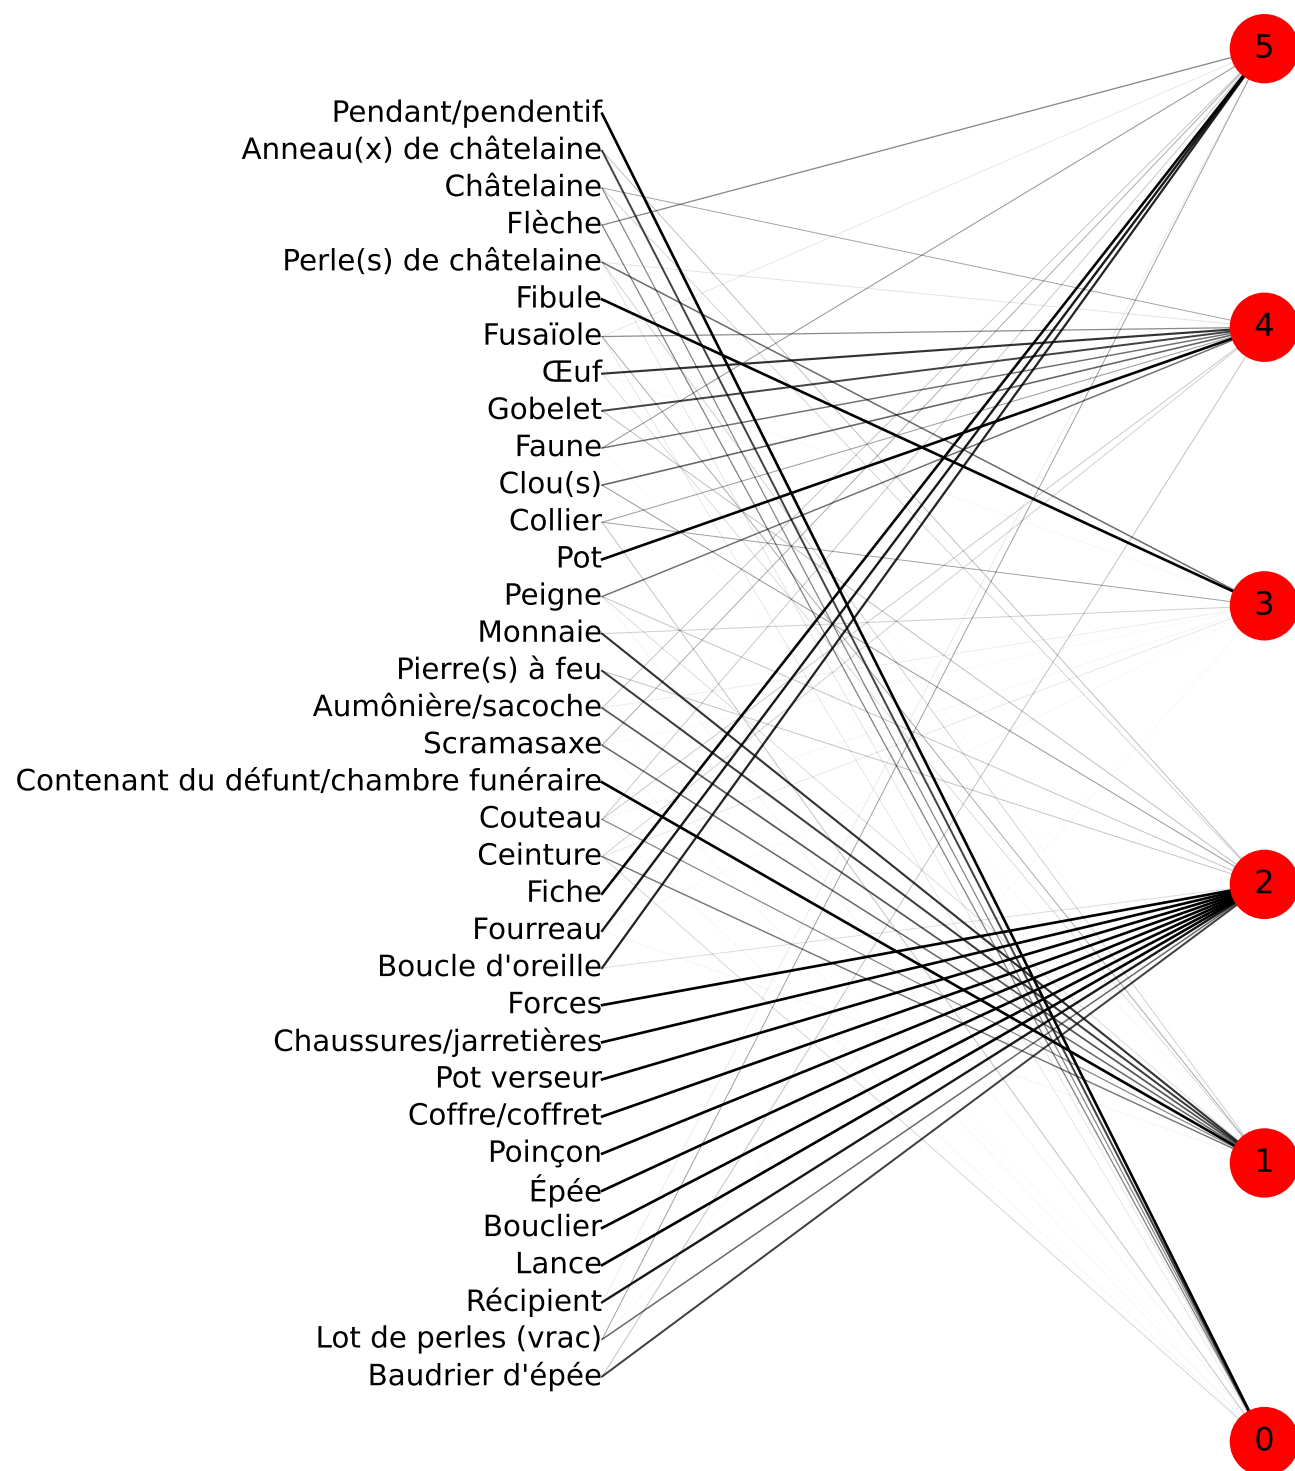 Pendant/pendentif
Anneau(x) de châtelaine
Châtelaine
Flèche
Perle(s) de châtelaine
Fibule
Fusaïole
Œuf
Gobelet
Faune
Clou(s)
Collier
Pot
Peigne
Monnaie
Pierre(s) à feu
Aumônière/sacoche
Scramasaxe
Contenant du défunt/chambre funéraire
Couteau
Ceinture
Fiche
Fourreau
Boucle d'oreille
Forces
Chaussures/jarretières
Pot verseur
Coffre/coffret
Poinçon
Épée
Bouclier
Lance
Récipient
Lot de perles (vrac)
Baudrier d'épée
5
4
3
2
1
0